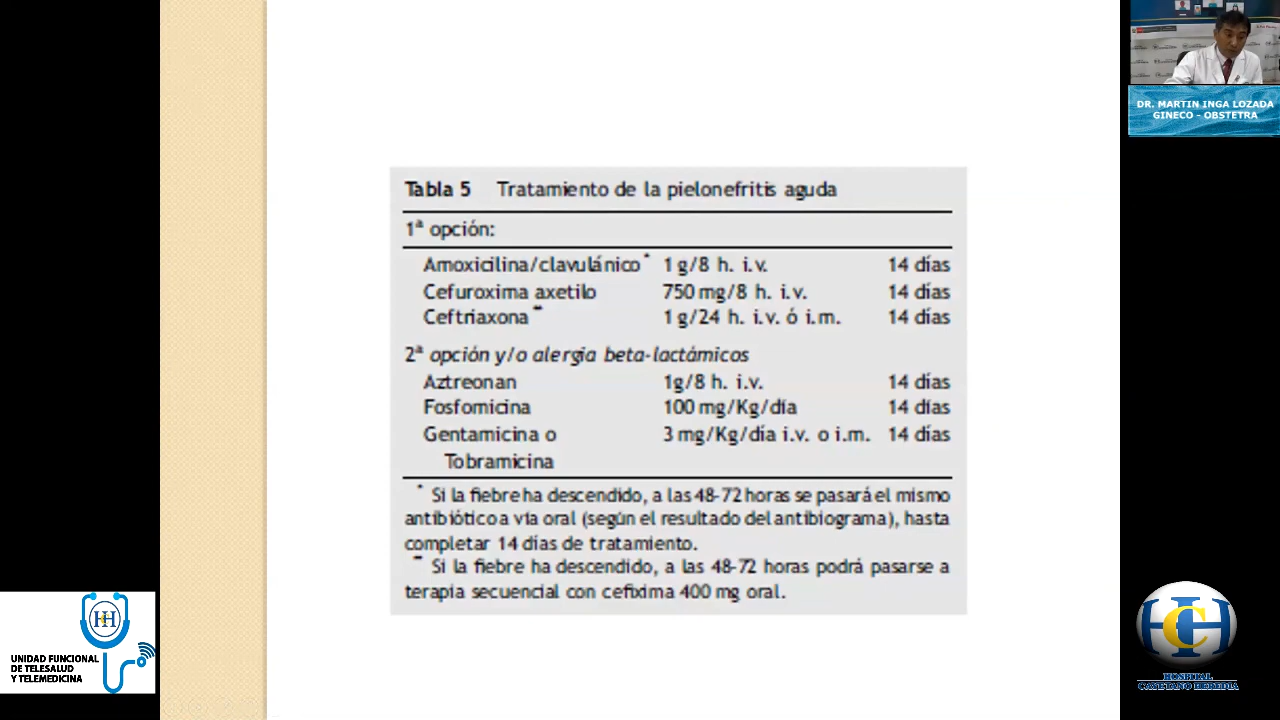 DR. MARTIN INGA LOZADA
GINECO - OBSTETRA
Tabla 5 Tratamiento de la pielonefritis aguda
1ª opción:
Amoxicilina/clavulánico* 1 g/8 h. i.v. 14 días
Cefuroxima axetilo 750 mg/8 h. i.v. 14 días
Ceftriaxona** 1 g/24 h. i.v. ó i.m. 14 días
2ª opción y/o alergia beta-lactámicos
Aztreonan 1g/8 h. i.v. 14 días
Fosfomicina 100 mg/Kg/día 14 días
Gentamicina o 3 mg/Kg/día i.v. o i.m. 14 días
Tobramicina
* Si la fiebre ha descendido, a las 48-72 horas se pasará el mismo
antibiótico a vía oral (según el resultado del antibiograma), hasta
completar 14 días de tratamiento.
** Si la fiebre ha descendido, a las 48-72 horas podrá pasarse a
terapia secuencial con cefixima 400 mg oral.
UNIDAD FUNCIONAL
DE TELESALUD
Y TELEMEDICINA
HOSPITAL
CAYETANO HEREDIA